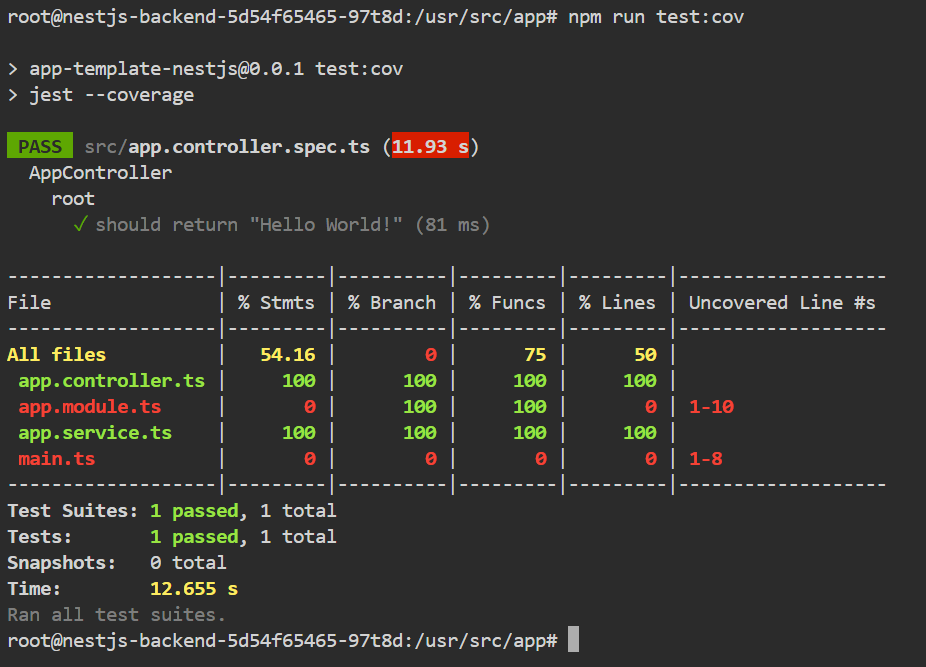 root@nestjs-backend-5d54f65465-97t8d:/usr/src/app# npm run test:cov

> app-template-nestjs@0.0.1 test:cov
> jest --coverage

 PASS  src/app.controller.spec.ts (11.93 s)
  AppController
    root
      ✓ should return "Hello World!" (81 ms)

-------------------|---------|----------|---------|---------|-------------------
File               | % Stmts | % Branch | % Funcs | % Lines | Uncovered Line #s
-------------------|---------|----------|---------|---------|-------------------
All files          |   54.16 |        0 |      75 |      50 |
 app.controller.ts |     100 |      100 |     100 |     100 |
 app.module.ts     |       0 |      100 |     100 |       0 | 1-10
 app.service.ts    |     100 |      100 |     100 |     100 |
 main.ts           |       0 |        0 |       0 |       0 | 1-8
-------------------|---------|----------|---------|---------|-------------------
Test Suites: 1 passed, 1 total
Tests:       1 passed, 1 total
Snapshots:   0 total
Time:        12.655 s
Ran all test suites.
root@nestjs-backend-5d54f65465-97t8d:/usr/src/app#